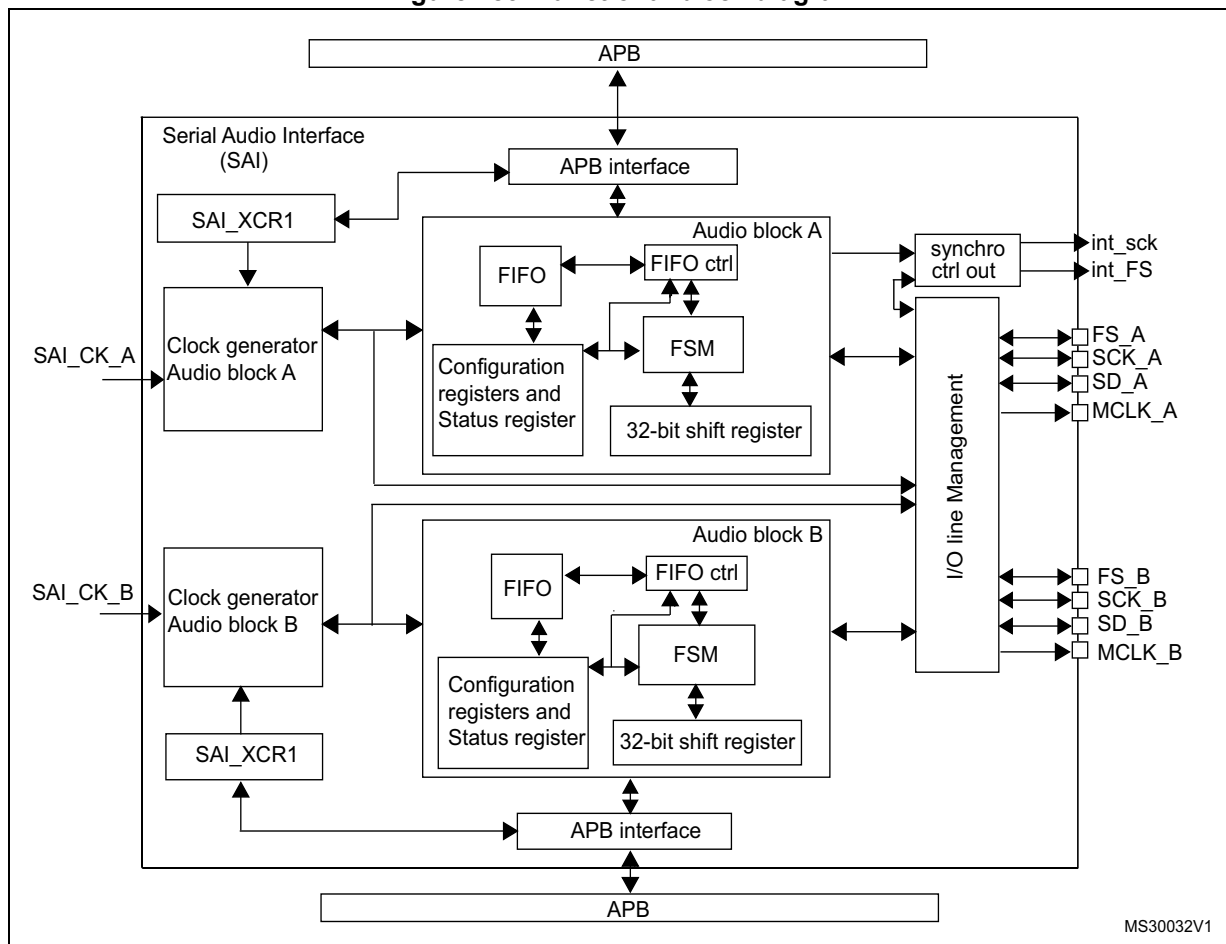 APB
Serial Audio Interface
(SAI)
APB interface
SAI_XCR1
Audio block A
synchro
ctrl out
int_sck
int_FS
FIFO
FIFO ctrl
Clock generator
Audio block A
SAI_CK_A
FSM
Configuration
registers and
Status register
32-bit shift register
FS_A
SCK_A
SD_A
MCLK_A
I/O line Management
Audio block B
FIFO
FIFO ctrl
SAI_CK_B
Clock generator
Audio block B
FSM
Configuration
registers and
Status register
32-bit shift register
FS_B
SCK_B
SD_B
MCLK_B
SAI_XCR1
APB interface
APB
MS30032V1